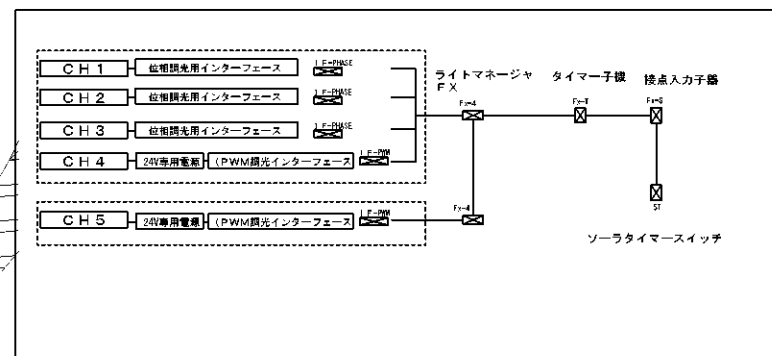 CH1 位相調光用インターフェース IF-PHASE
CH2 位相調光用インターフェース IF-PHASE
CH3 位相調光用インターフェース IF-PHASE
CH4 24V専用電源 (PWM調光インターフェース IF-PWM
CH5 24V専用電源 (PWM調光インターフェース IF-PWM
ライトマネージャ
FX
Fx-4
Fx-4
タイマー子機
Fx-T
接点入力子器
Fx-S
ST
ソーラタイマースイッチ